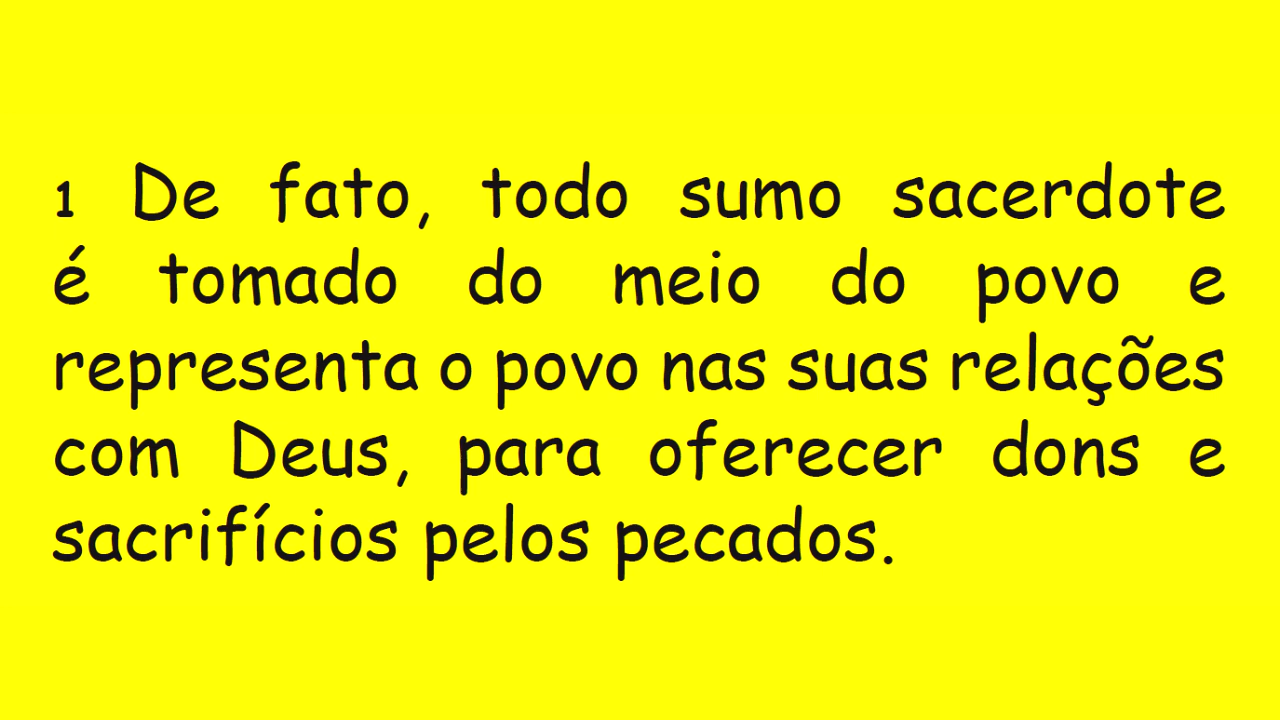 1 De fato, todo sumo sacerdote
é tomado do meio do povo e
representa o povo nas suas relações
com Deus, para oferecer dons e
sacrifícios pelos pecados.